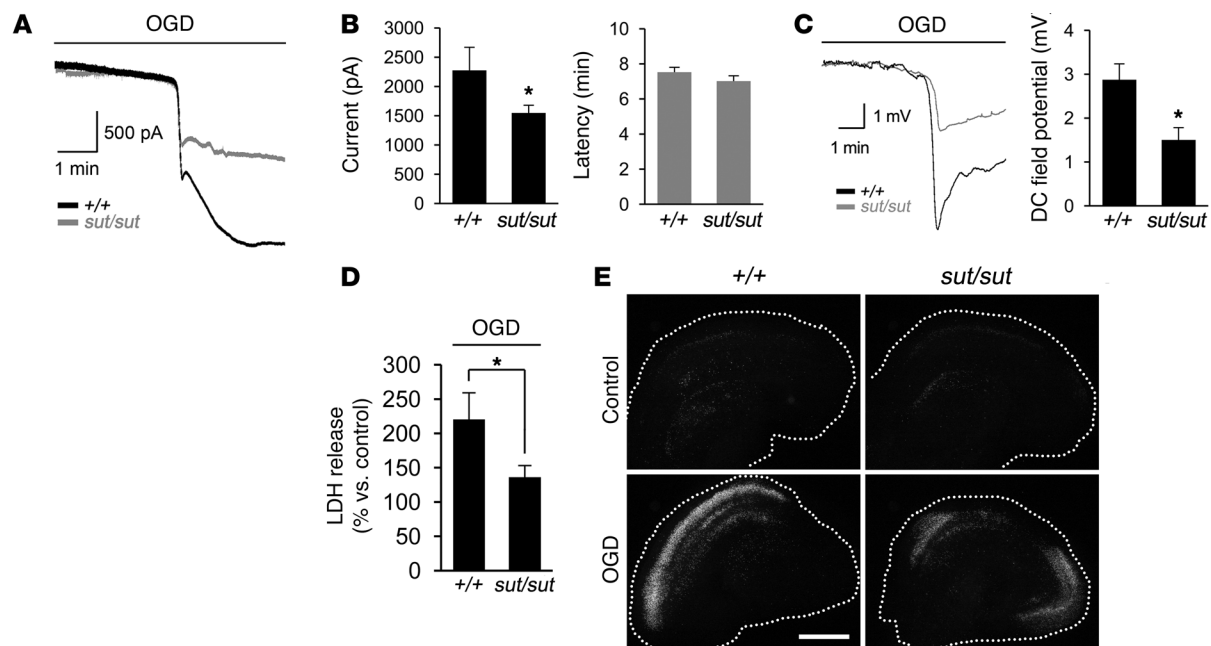 A
OGD
500 pA
1 min
+/+
sut/sut
B
Current (pA)
3000
2500
2000
1500
1000
500
0
*
+/+ sut/sut
Latency (min)
10
8
6
4
2
0
+/+ sut/sut
C
OGD
1 mV
1 min
+/+
sut/sut
DC field potential (mV)
4
3
2
1
0
*
+/+ sut/sut
D
OGD
*
LDH release
(% vs. control)
300
250
200
150
100
50
0
+/+ sut/sut
E
+/+ sut/sut
Control
OGD